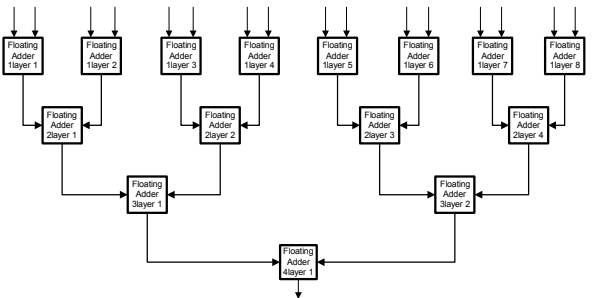 Floating
Adder
1layer 1
Floating
Adder
1layer 2
Floating
Adder
1layer 3
Floating
Adder
1layer 4
Floating
Adder
1layer 5
Floating
Adder
1layer 6
Floating
Adder
1layer 7
Floating
Adder
1layer 8
Floating
Adder
2layer 1
Floating
Adder
2layer 2
Floating
Adder
2layer 3
Floating
Adder
2layer 4
Floating
Adder
3layer 1
Floating
Adder
3layer 2
Floating
Adder
4layer 1